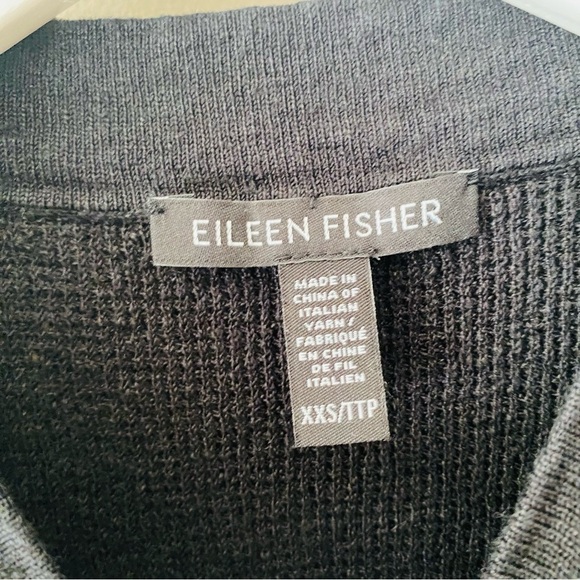 EILEEN FISHER
MADE IN
CHINA OF
ITALIAN
YARN /
FABRIQUÉ
EN CHINE
DE FIL
ITALIEN
XXS/TTP